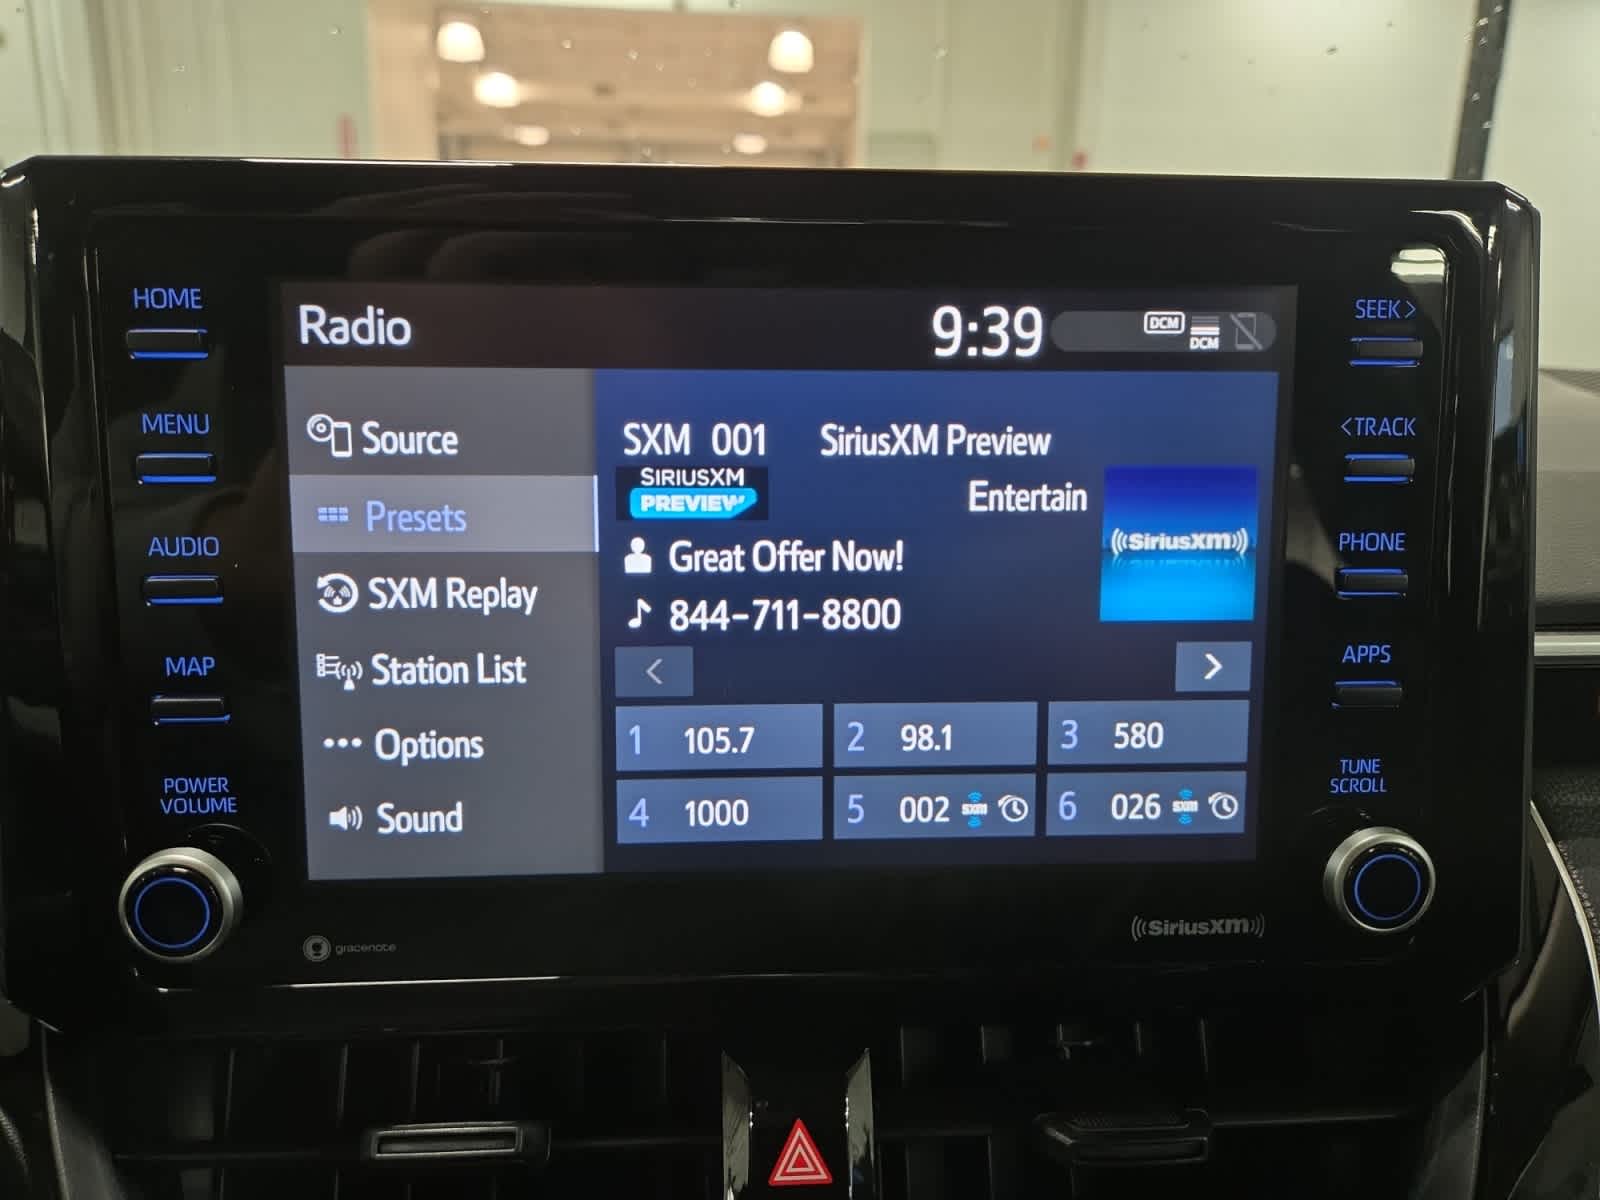 HOME
MENU
AUDIO
MAP
POWER
VOLUME
Radio
9:39
DCM
DCM
Source
Presets
SXM Replay
Station List
Options
Sound
SXM 001 SiriusXM Preview
SIRIUSXM
PREVIEW
Entertain
((SiriusXM))
Great Offer Now!
844-711-8800
<
>
1 105.7
2 98.1
3 580
4 1000
5 002 SXM
6 026 SXM
gracenote
((SiriusXM))
SEEK >
< TRACK
PHONE
APPS
TUNE
SCROLL